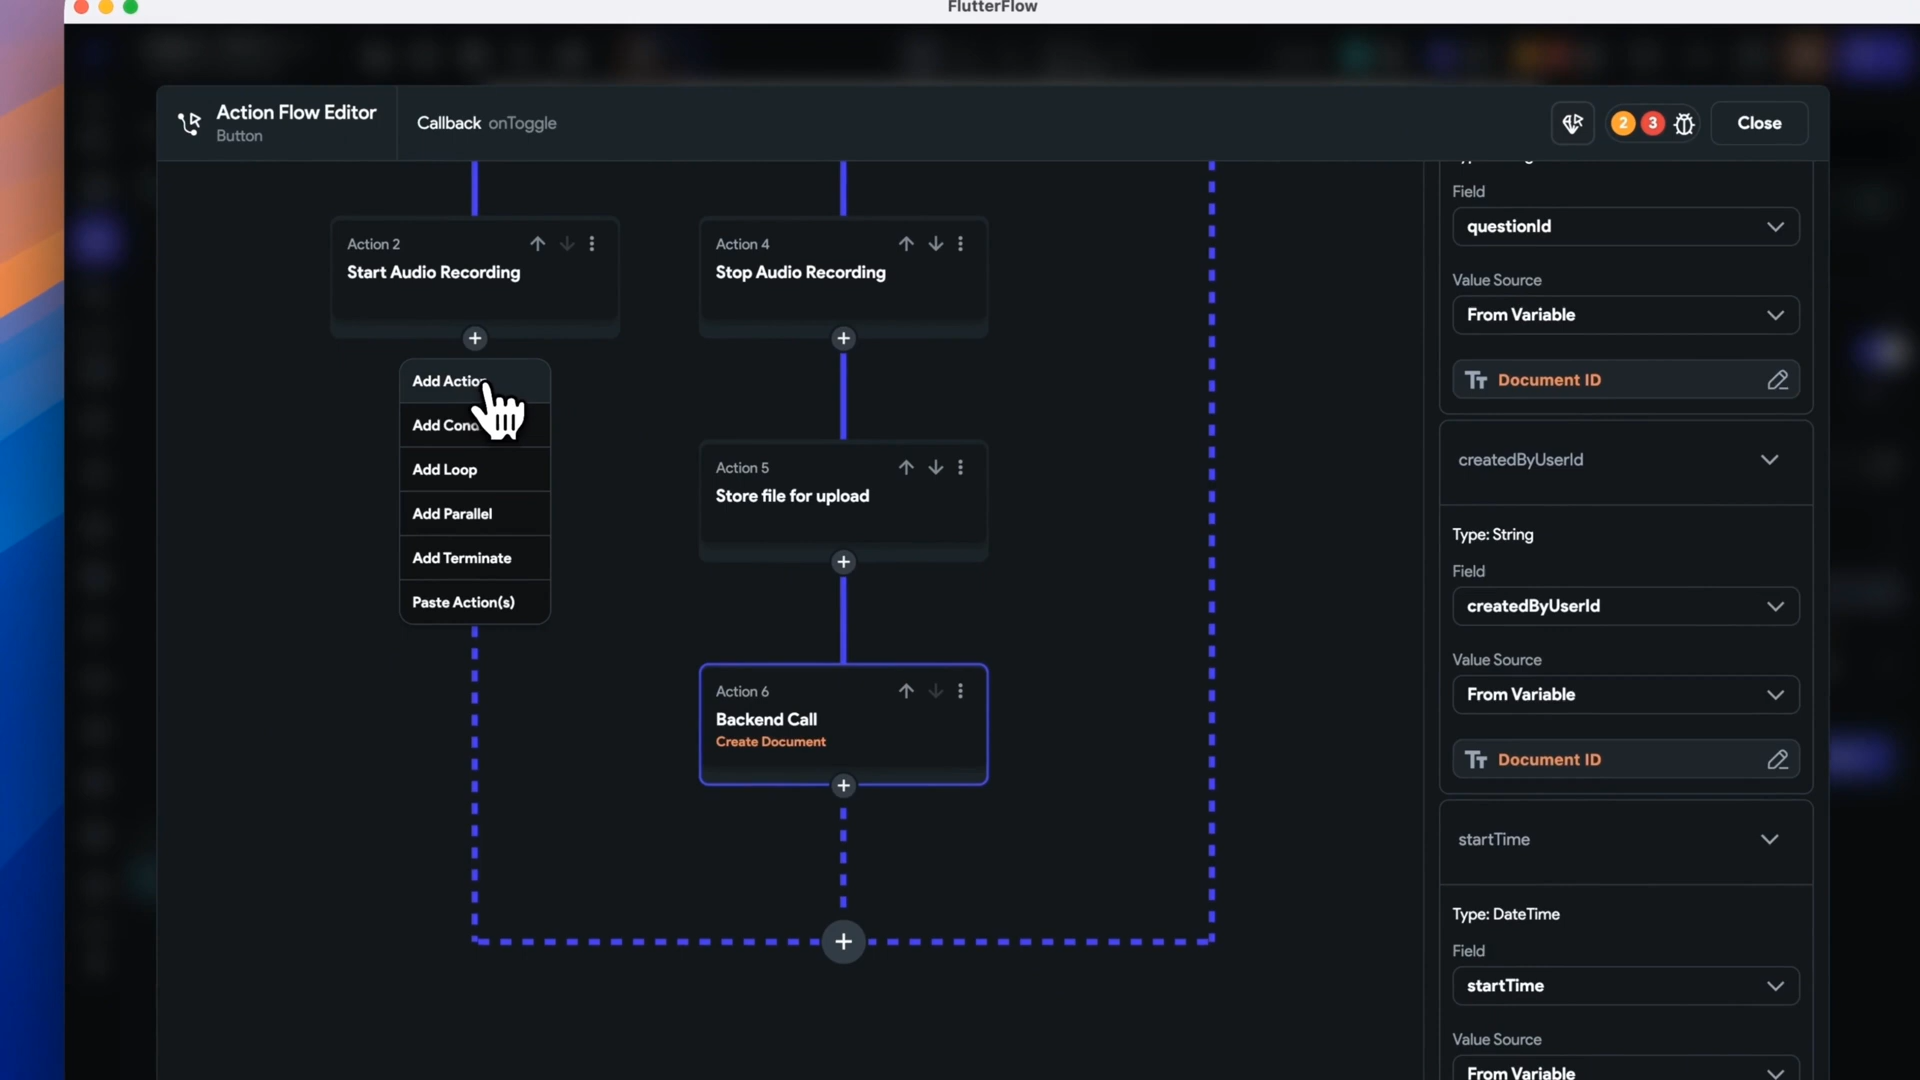 FlutterFlow
Action Flow Editor
Button
Callback onToggle
2
3
Close
Action 2
Start Audio Recording
Add Action
Add Cond
Add Loop
Add Parallel
Add Terminate
Paste Action(s)
Action 4
Stop Audio Recording
Action 5
Store file for upload
Action 6
Backend Call
Create Document
Field
questionId
Value Source
From Variable
Document ID
createdByUserId
Type: String
Field
createdByUserId
Value Source
From Variable
Document ID
startTime
Type: DateTime
Field
startTime
Value Source
From Variable